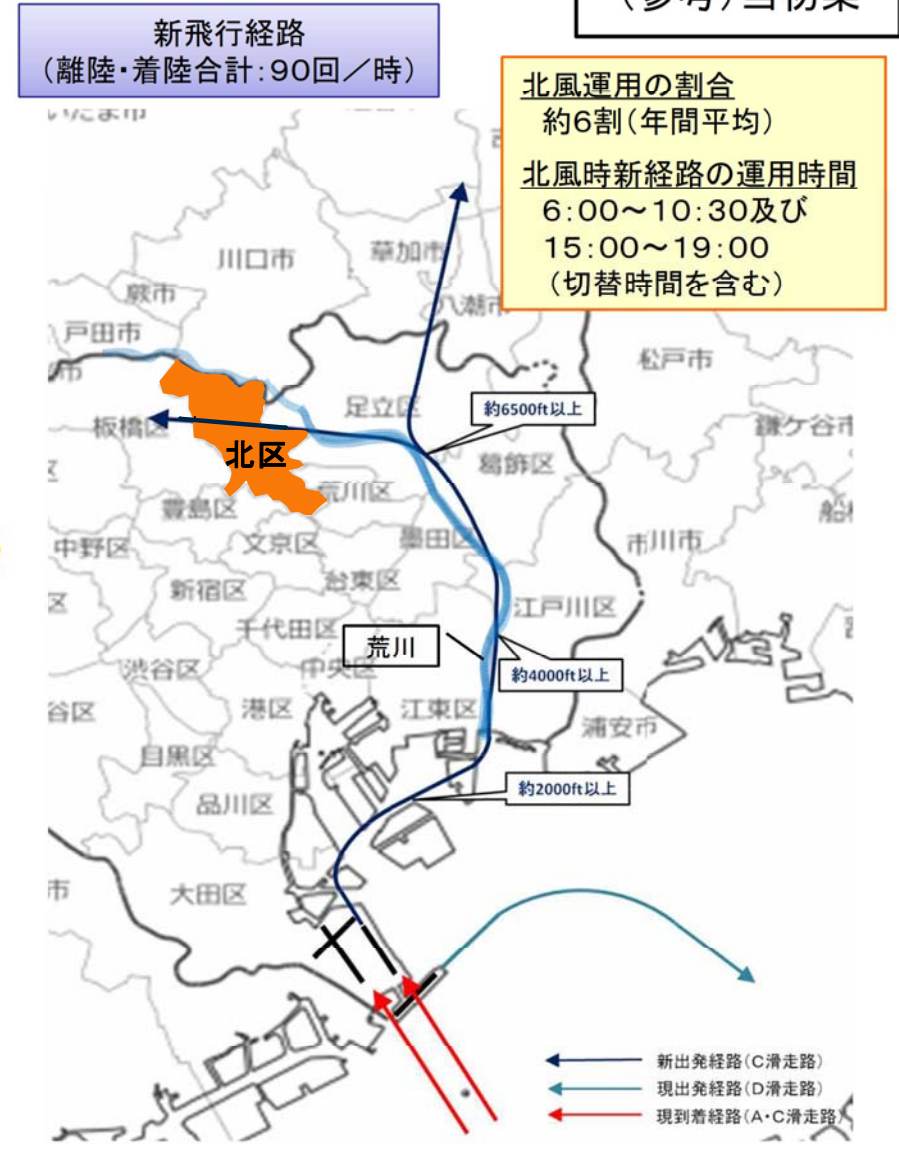 (参考)当初案
新飛行経路
(離陸・着陸合計:90回/時)
北風運用の割合
約6割(年間平均)
北風時新経路の運用時間
6:00~10:30及び
15:00~19:00
(切替時間を含む)
川口市
草加市
蕨市
八潮市
戸田市
松戸市
足立区
約6500ft以上
板橋区
鎌ケ谷市
北区
葛飾区
荒川区
豊島区
中野区
文京区
墨田区
市川市
新宿区
台東区
江戸川区
千代田区
荒川
渋谷区
中央区
約4000ft以上
港区
江東区
浦安市
目黒区
約2000ft以上
品川区
大田区
新出発経路(C滑走路)
現出発経路(D滑走路)
現到着経路(A・C滑走路)